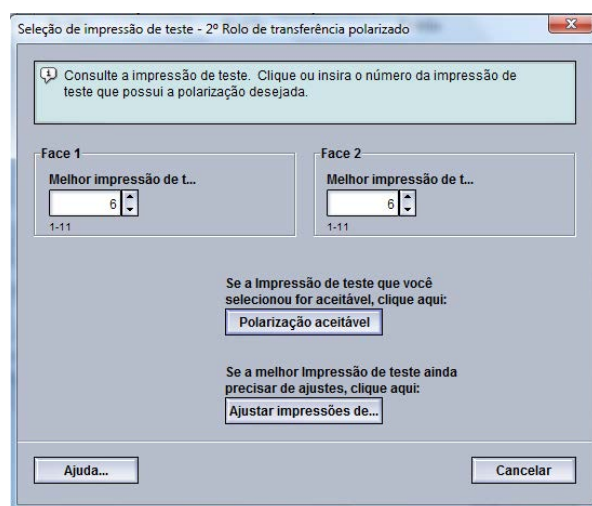 Seleção de impressão de teste - 2º Rolo de transferência polarizado
Consulte a impressão de teste. Clique ou insira o número da impressão de
teste que possui a polarização desejada.
Face 1
Melhor impressão de t...
6
1-11
Face 2
Melhor impressão de t...
6
1-11
Se a Impressão de teste que você
selecionou for aceitável, clique aqui:
Polarização aceitável
Se a melhor Impressão de teste ainda
precisar de ajustes, clique aqui:
Ajustar impressões de...
Ajuda...
Cancelar